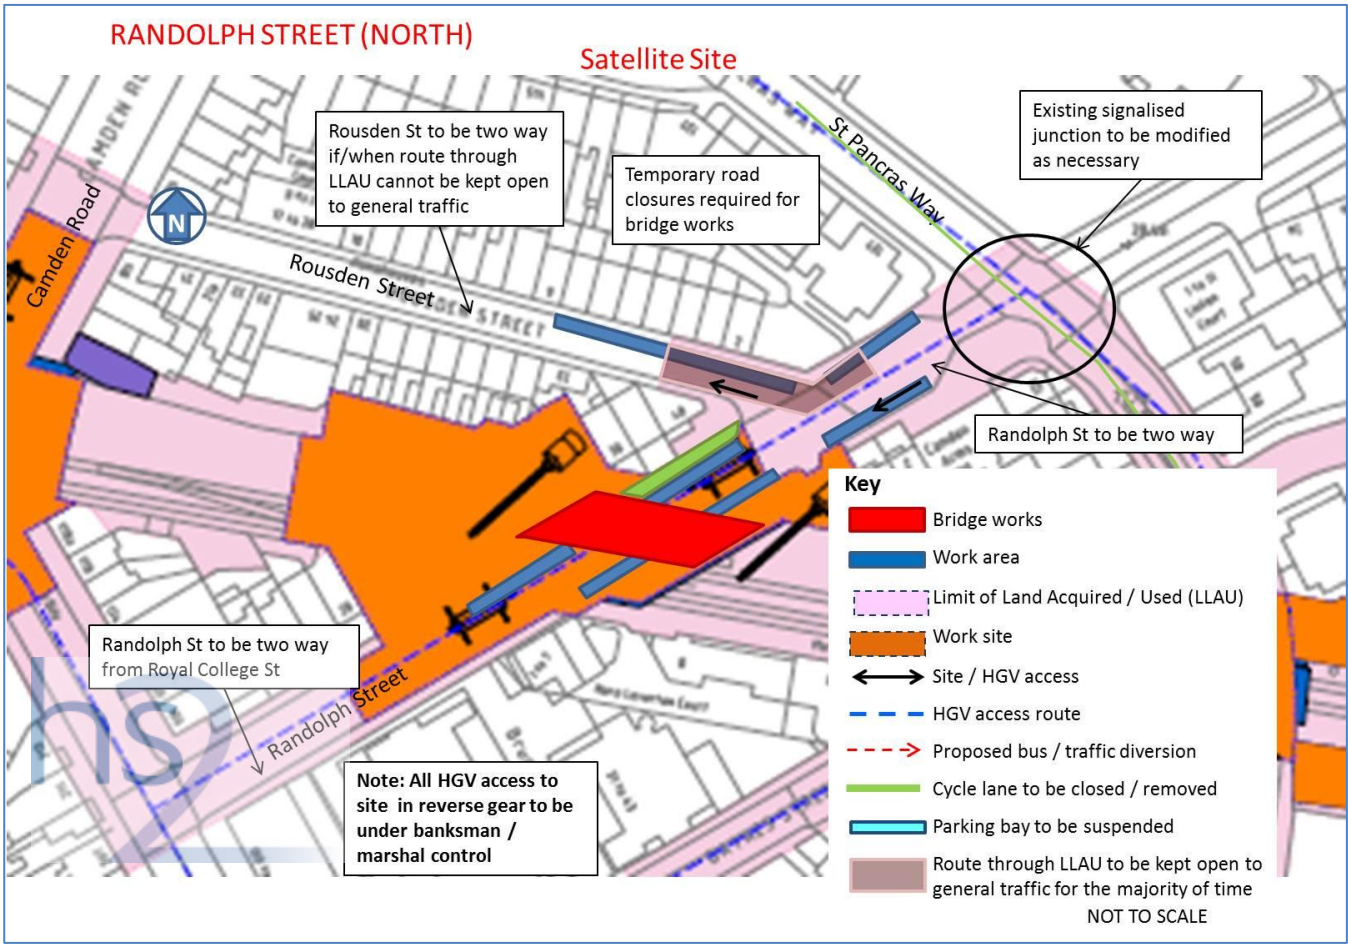 RANDOLPH STREET (NORTH)
Satellite Site
Rousden St to be two way
if/when route through
LLAU cannot be kept open
to general traffic
Temporary road
closures required for
bridge works
Existing signalised
junction to be modified
as necessary
St Pancras Way
Camden Road
N
Rousden Street
STREET
Randolph St to be two way
Randolph St to be two way
from Royal College St
Randolph Street
hs2
Note: All HGV access to
site in reverse gear to be
under banksman /
marshal control
Key
Bridge works
Work area
Limit of Land Acquired / Used (LLAU)
Work site
Site / HGV access
HGV access route
Proposed bus / traffic diversion
Cycle lane to be closed / removed
Parking bay to be suspended
Route through LLAU to be kept open to
general traffic for the majority of time
NOT TO SCALE